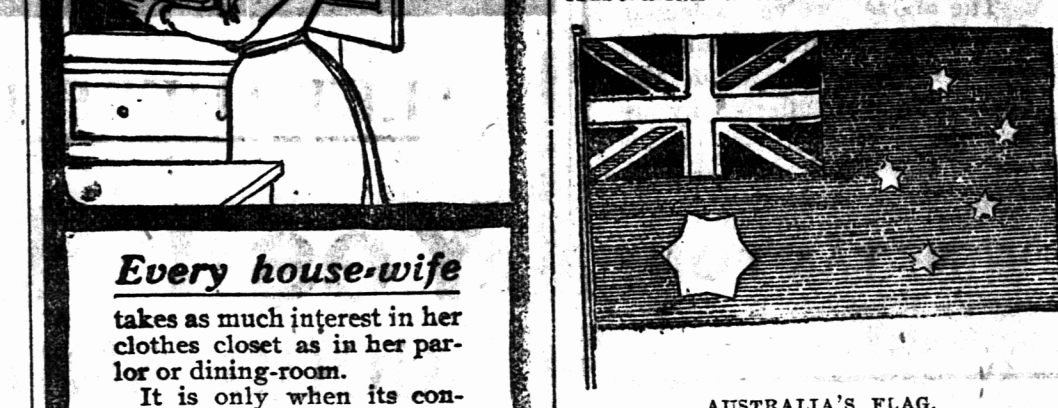 Every house-wife
takes as much interest in her
clothes closet as in her par-
lor or dining-room.
It is only when its con-
AUSTRALIA'S FLAG.